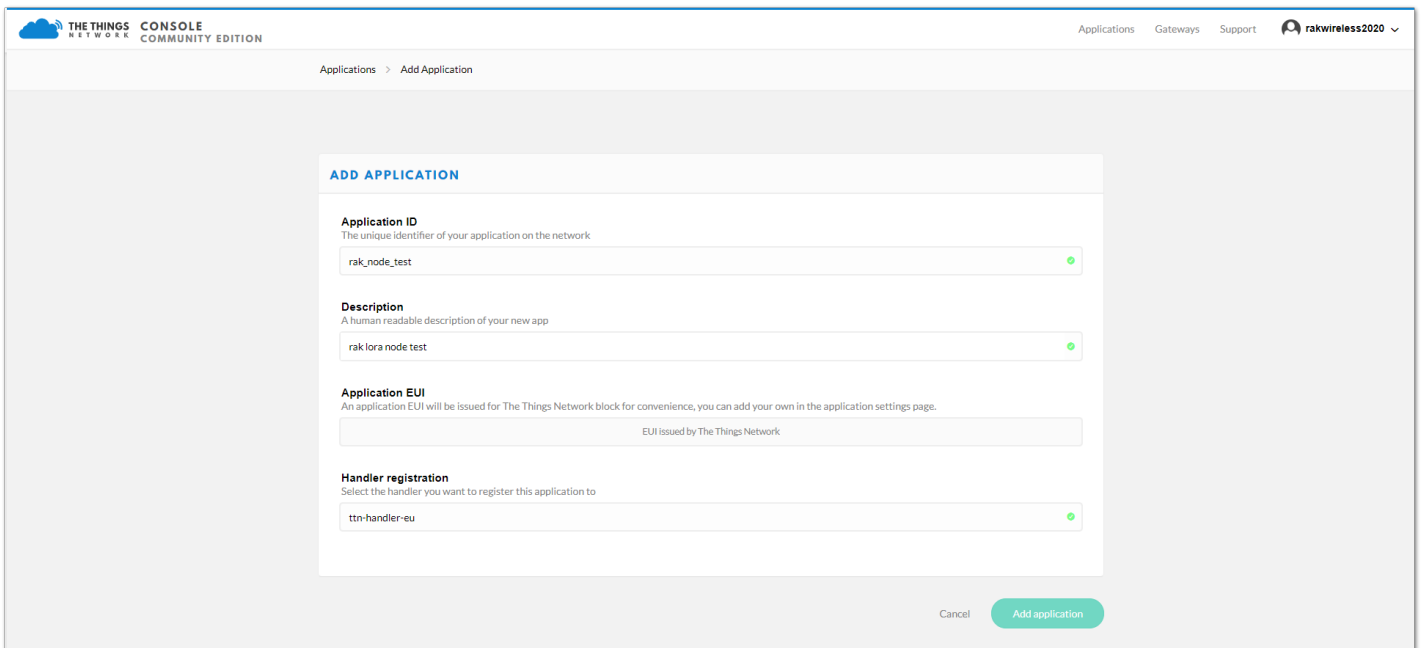 THE THINGS NETWORK CONSOLE COMMUNITY EDITION
Applications Gateways Support rakwireless2020
Applications > Add Application
ADD APPLICATION
Application ID
The unique identifier of your application on the network
rak_node_test
Description
A human readable description of your new app
rak lora node test
Application EUI
An application EUI will be issued for The Things Network block for convenience, you can add your own in the application settings page.
EUI issued by The Things Network
Handler registration
Select the handler you want to register this application to
ttn-handler-eu
Cancel Add application